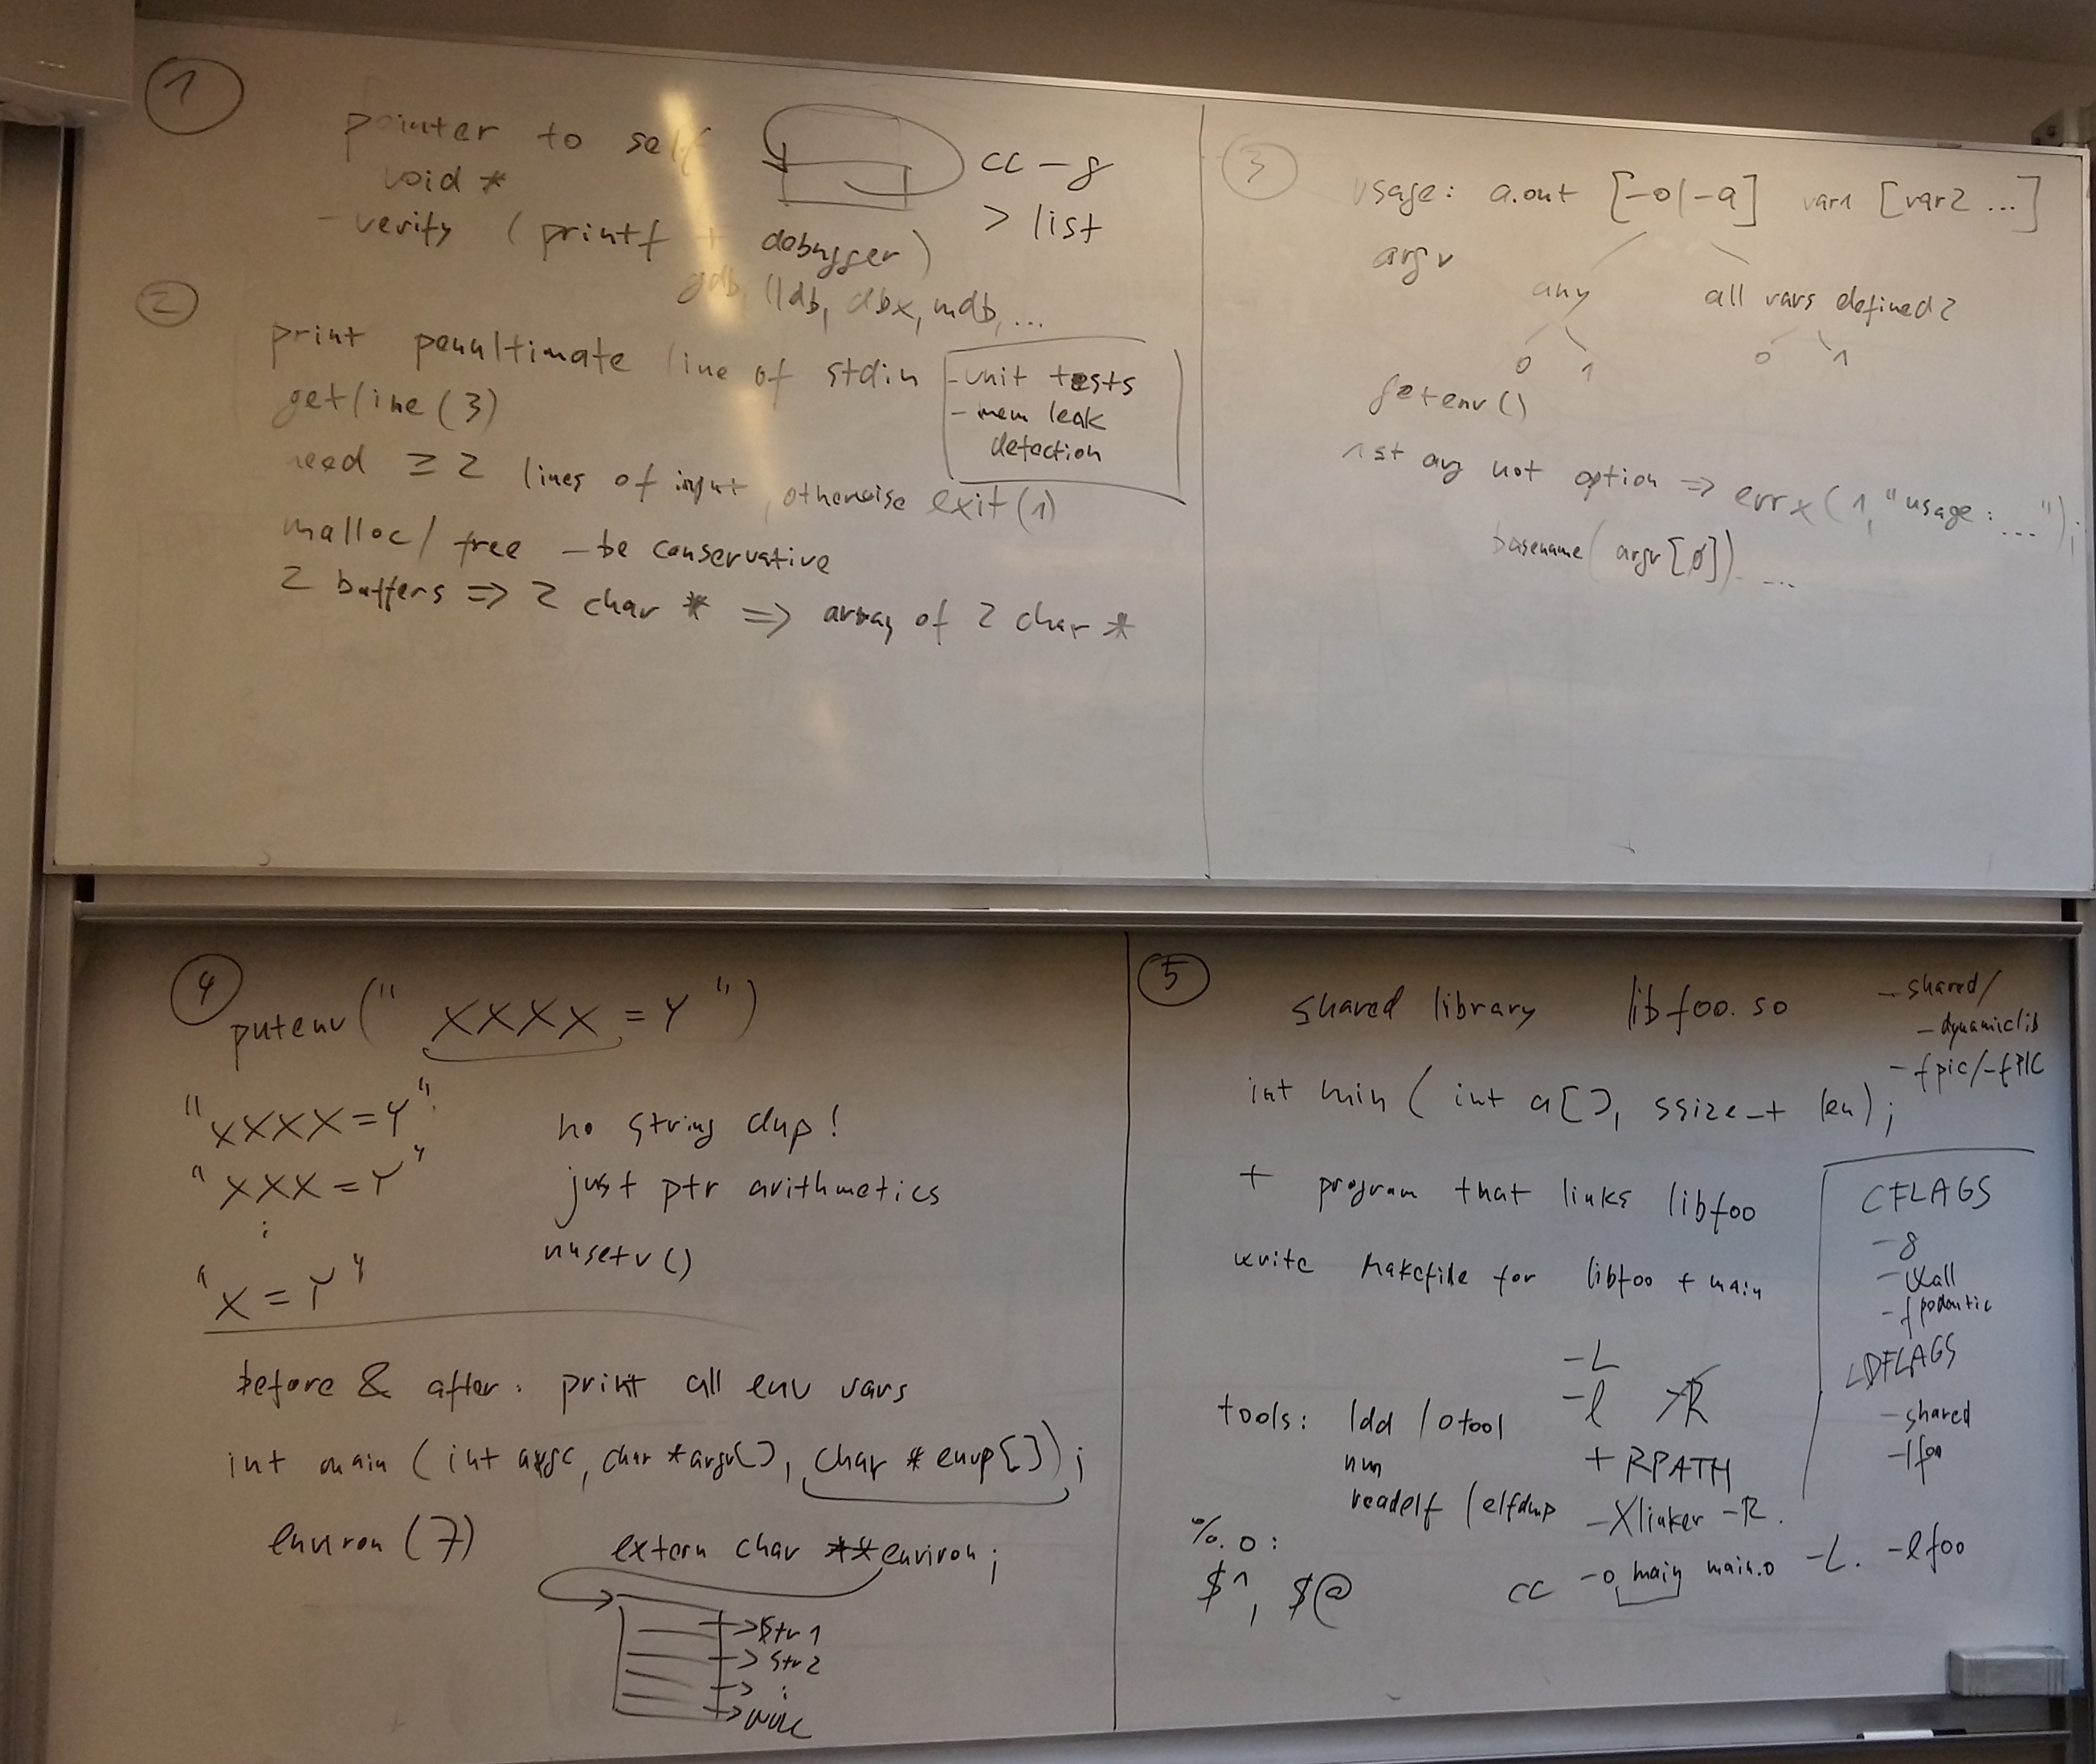 1
pointer to self
void *
- verify (printf + debugger)
gdb, lldb, dbx, mdb, ...
cc -g
> list
2
print penultimate line of stdin
getline(3)
need ≥ 2 lines of input, otherwise exit(1)
malloc/free - be conservative
2 buffers => 2 char * => array of 2 char *
- unit tests
- mem leak
detection
3
usage: a.out [-o|-a] var1 [var2 ...]
argv
any
all vars defined?
0 1
0 1
getenv()
1st arg not option => errx(1, "usage: ...");
basename(argv[0]) ...
4
putenv("XXXX=Y")
"XXXX=Y"
"XXX=Y"
:
"X=Y"
no string dup!
just ptr arithmetics
unsetv()
before & after: print all env vars
int main (int argc, char *argv[], char *envp[]);
environ(7)
extern char **environ;
str1
str2
:
NULL
5
shared library libfoo.so
- shared/
- dynamiclib
- fpic/-fPIC
int min (int a[], ssize_t len);
+ program that links libfoo
write Makefile for libfoo + main
CFLAGS
-g
-Wall
-fpedantic
LDFLAGS
-shared
-lfoo
-L
-l
-R
+ RPATH
-Xlinker -R.
tools: ldd / otool
nm
readelf / elfdump
%.o:
$^, $@
cc -o main main.o -L. -lfoo